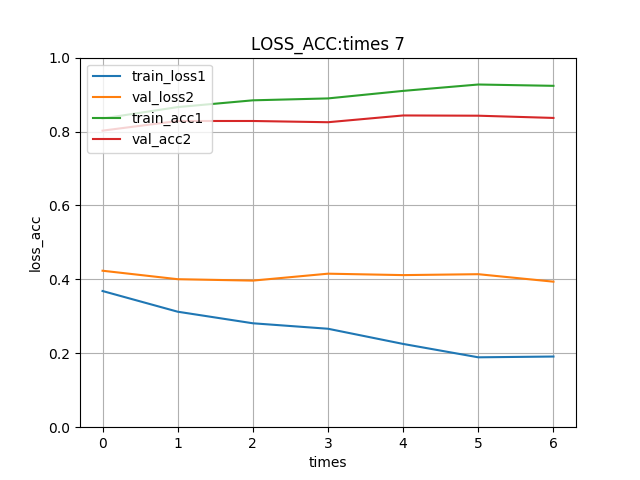 LOSS_ACC:times 7
train_loss1
val_loss2
train_acc1
val_acc2
1.0
0.8
0.6
0.4
0.2
0.0
loss_acc
0 1 2 3 4 5 6
times